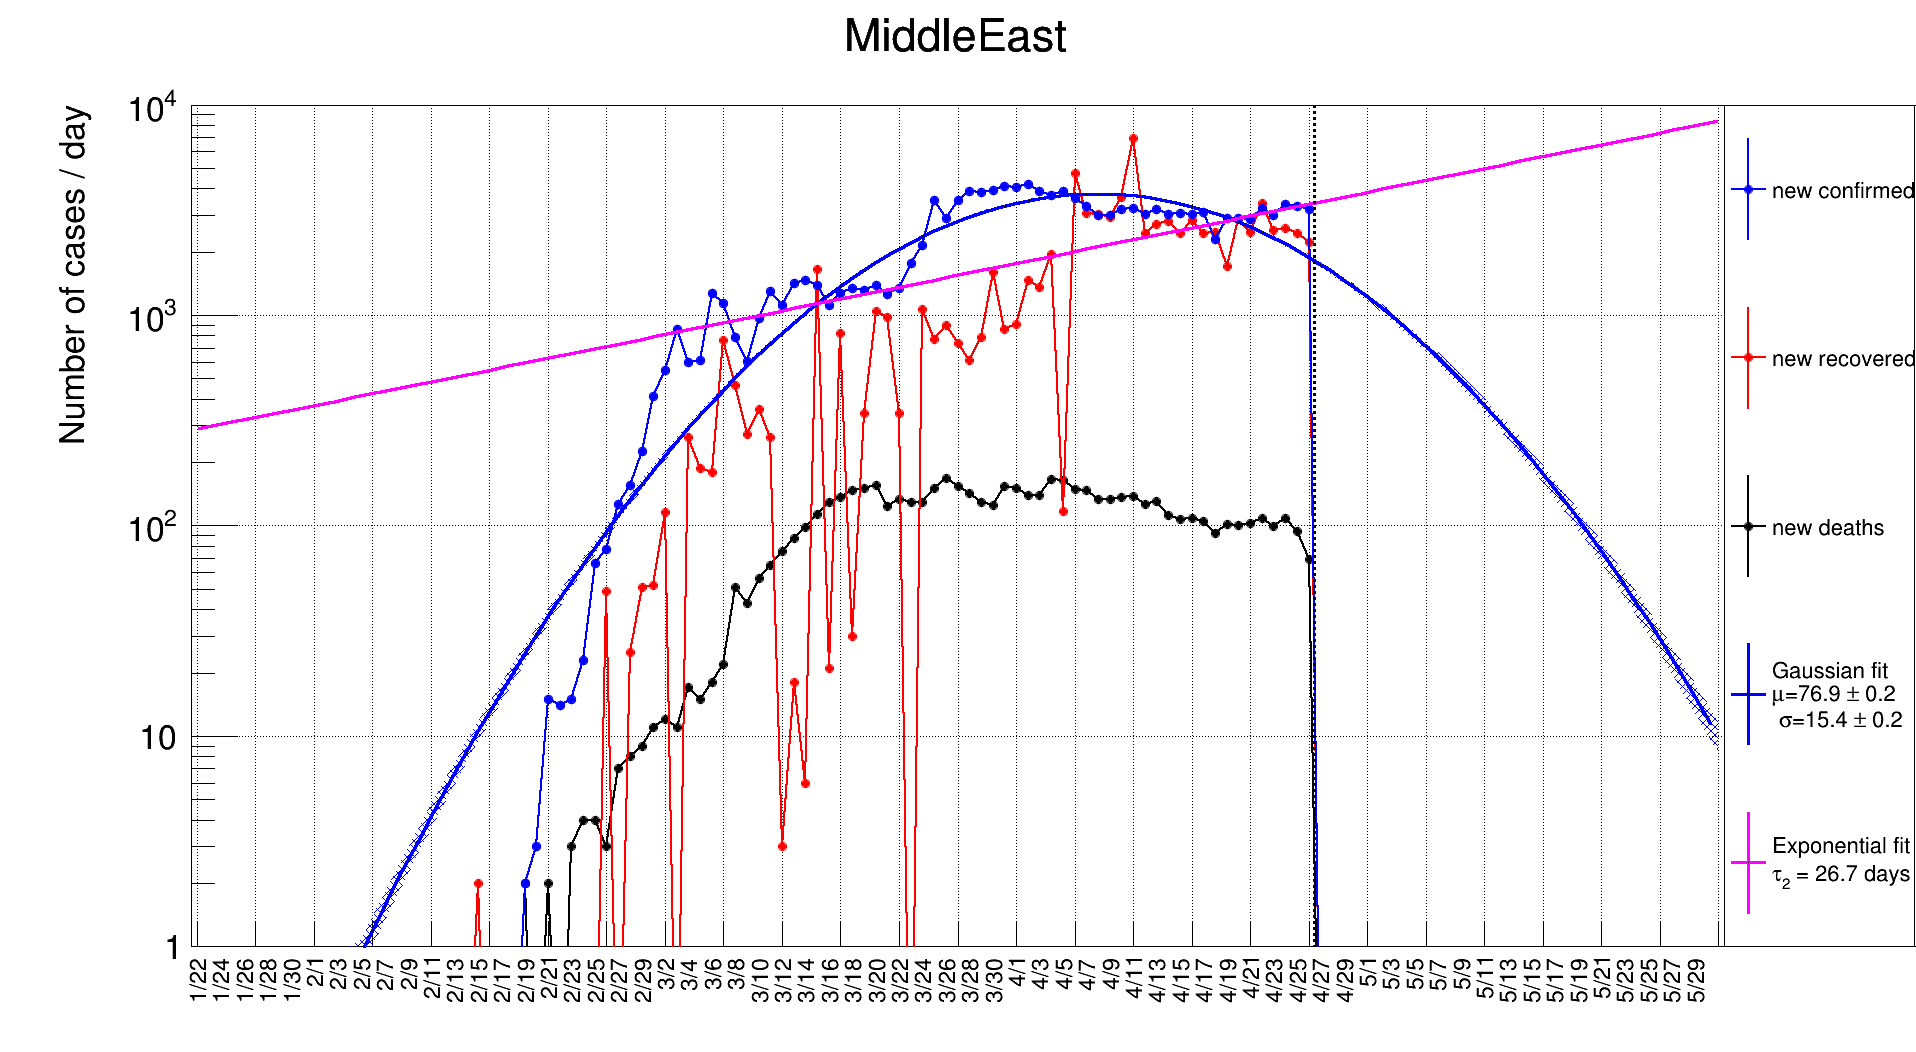 MiddleEast
Number of cases / day
10⁴
10³
10²
10
1
1/22 1/24 1/26 1/28 1/30 2/1 2/3 2/5 2/7 2/9 2/11 2/13 2/15 2/17 2/19 2/21 2/23 2/25 2/27 2/29 3/2 3/4 3/6 3/8 3/10 3/12 3/14 3/16 3/18 3/20 3/22 3/24 3/26 3/28 3/30 4/1 4/3 4/5 4/7 4/9 4/11 4/13 4/15 4/17 4/19 4/21 4/23 4/25 4/27 4/29 5/1 5/3 5/5 5/7 5/9 5/11 5/13 5/15 5/17 5/19 5/21 5/23 5/25 5/27 5/29
new confirmed
new recovered
new deaths
Gaussian fit
μ=76.9 ± 0.2
σ=15.4 ± 0.2
Exponential fit
τ₂ = 26.7 days